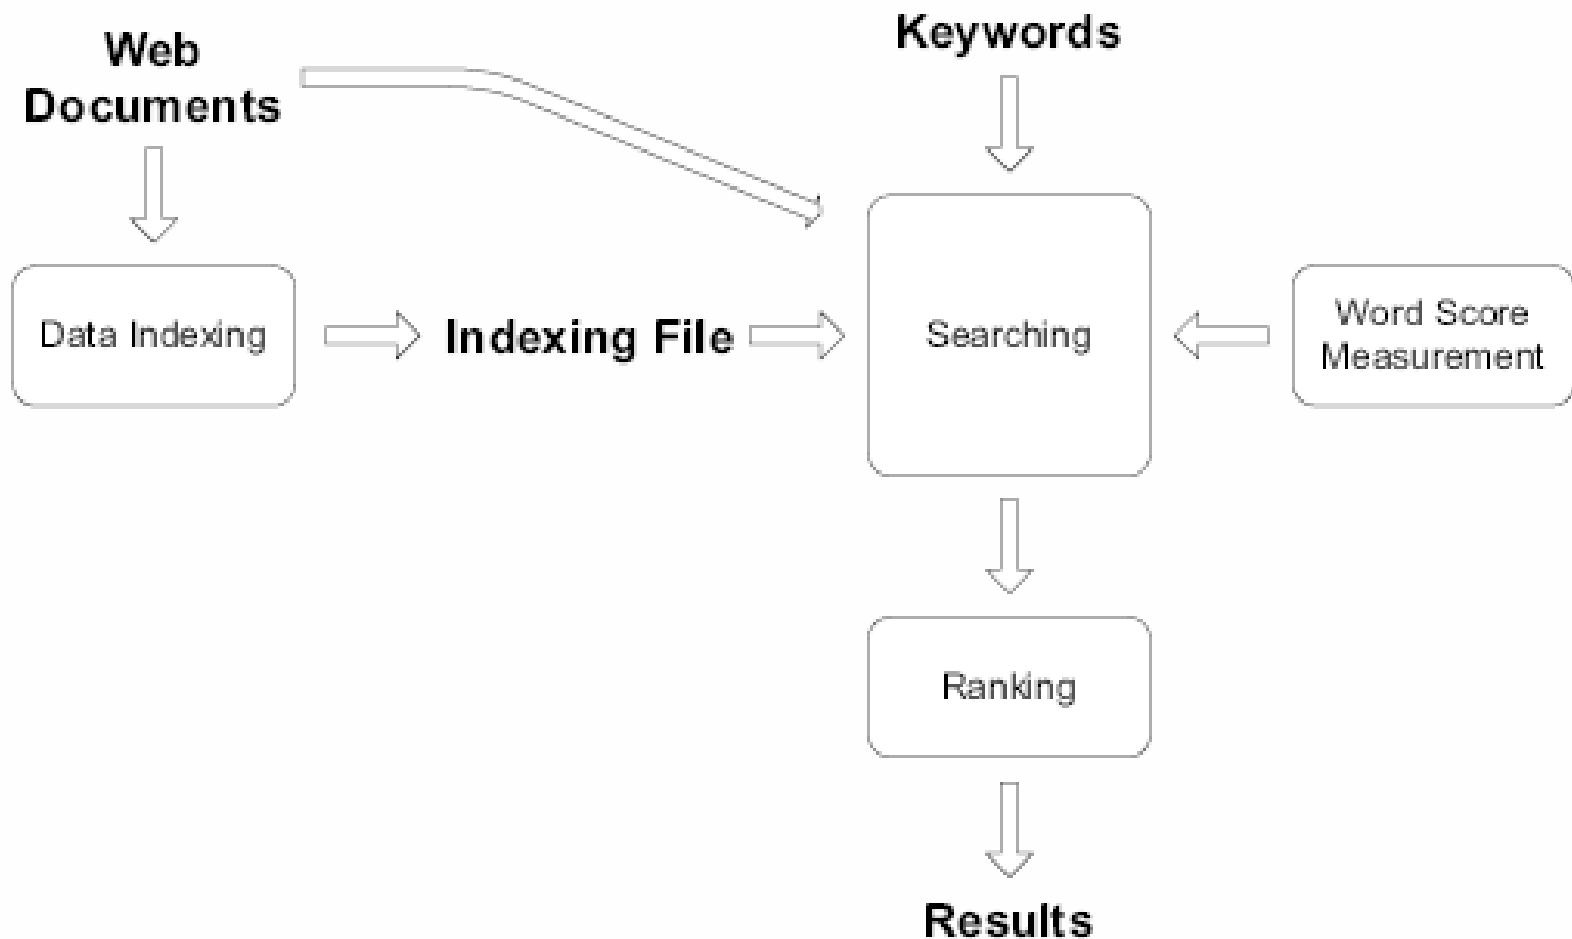 Web
Documents
Keywords
Data Indexing
Indexing File
Searching
Word Score
Measurement
Ranking
Results